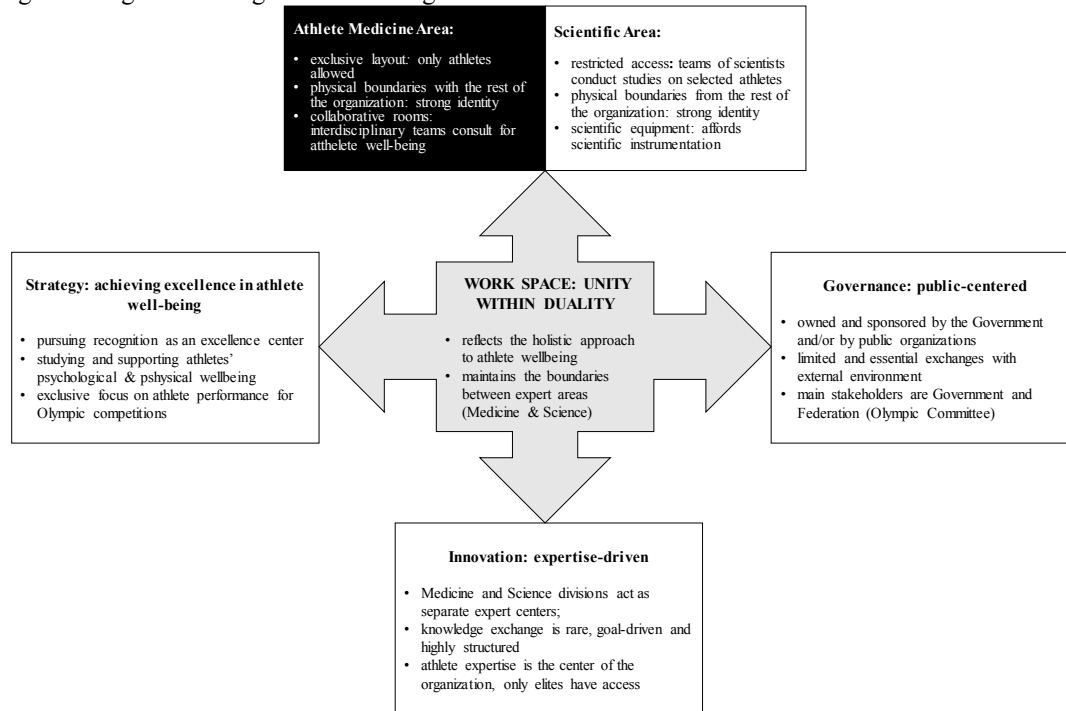 Athlete Medicine Area:
• exclusive layout: only athletes
allowed
• physical boundaries with the rest of
the organization: strong identity
• collaborative rooms:
interdisciplinary teams consult for
atthelete well-being
Scientific Area:
• restricted access: teams of scientists
conduct studies on selected athletes
• physical boundaries from the rest of
the organization: strong identity
• scientific equipment: affords
scientific instrumentation
Strategy: achieving excellence in athlete
well-being
• pursuing recognition as an excellence center
• studying and supporting athletes'
psychological & pshysical wellbeing
• exclusive focus on athlete performance for
Olympic competitions
WORK SPACE: UNITY
WITHIN DUALITY
• reflects the holistic approach
to athlete wellbeing
• maintains the boundaries
between expert areas
(Medicine & Science)
Governance: public-centered
• owned and sponsored by the Government
and/or by public organizations
• limited and essential exchanges with
external environment
• main stakeholders are Government and
Federation (Olympic Committee)
Innovation: expertise-driven
• Medicine and Science divisions act as
separate expert centers;
• knowledge exchange is rare, goal-driven and
highly structured
• athlete expertise is the center of the
organization, only elites have access